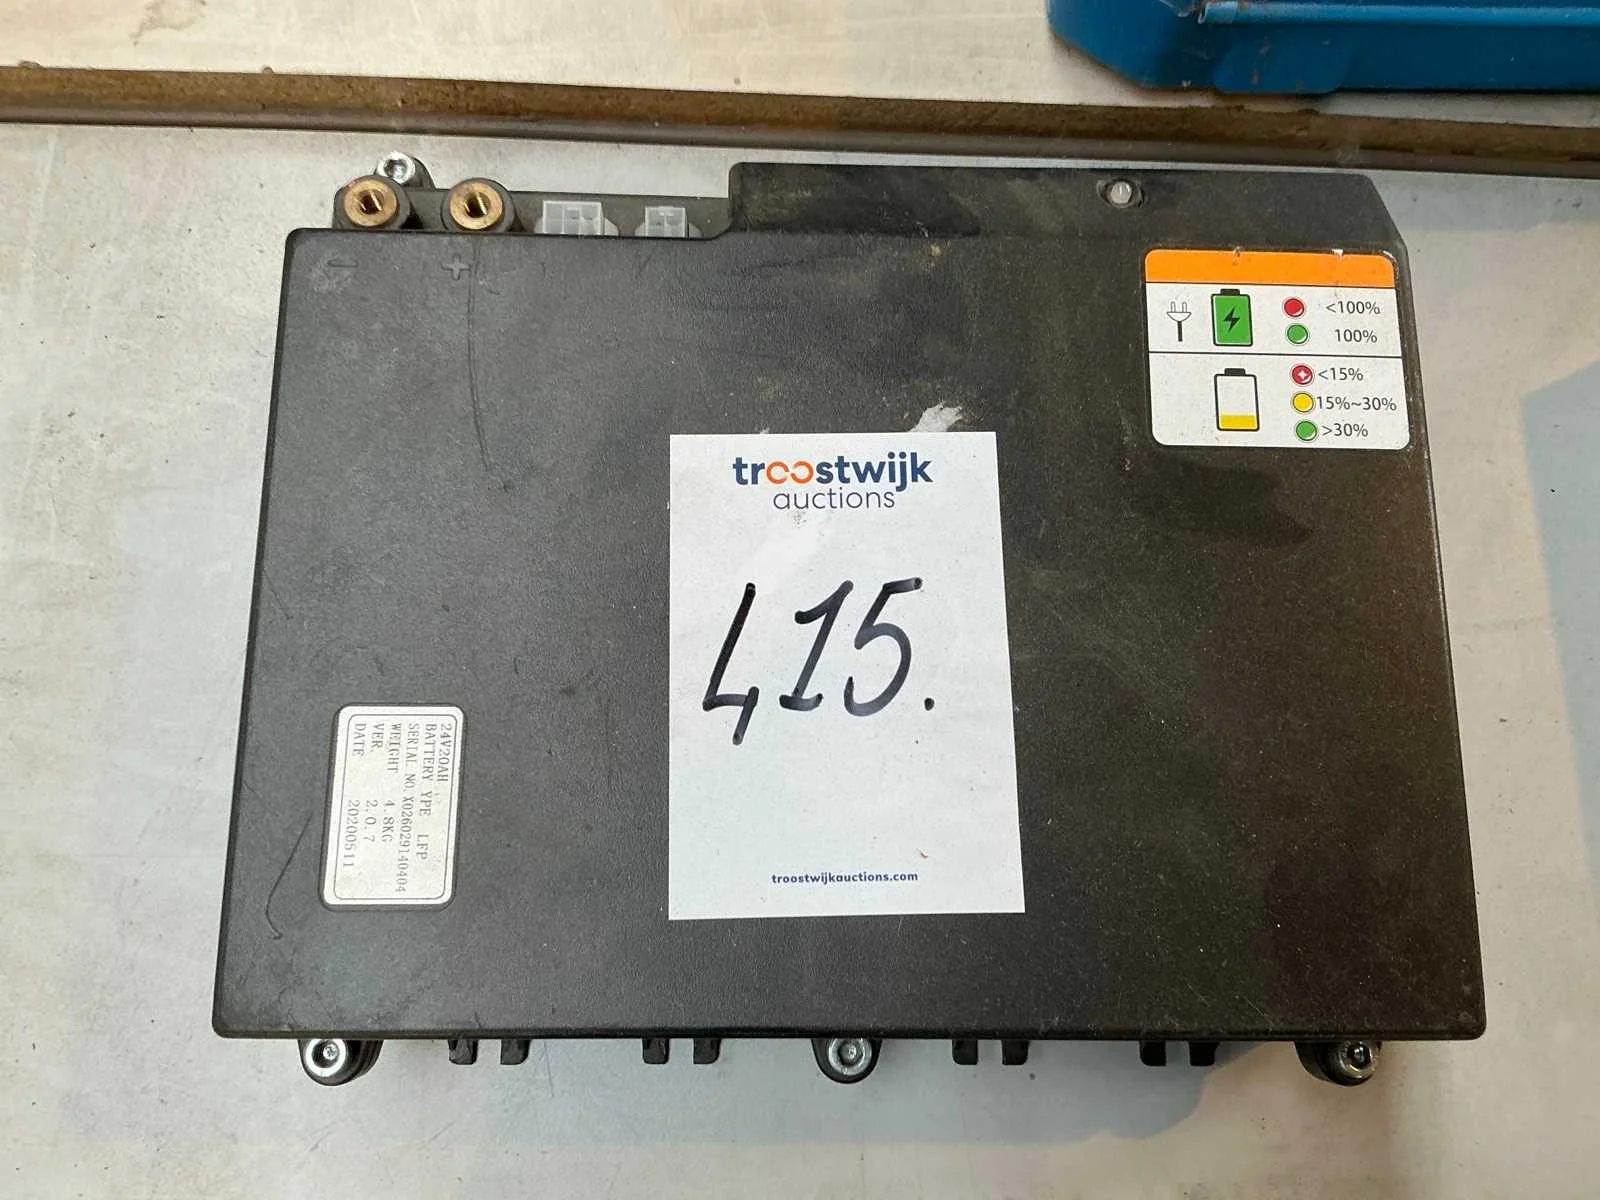 - +
<100%
100%
<15%
15%~30%
>30%
troostwijk
auctions
415.
troostwijkauctions.com
24V20AH
BATTERY YPE LFP
SERIAL NO. X026029140404
WEIGHT 4.8KG
VER. 2.0.7
DATE 20200511